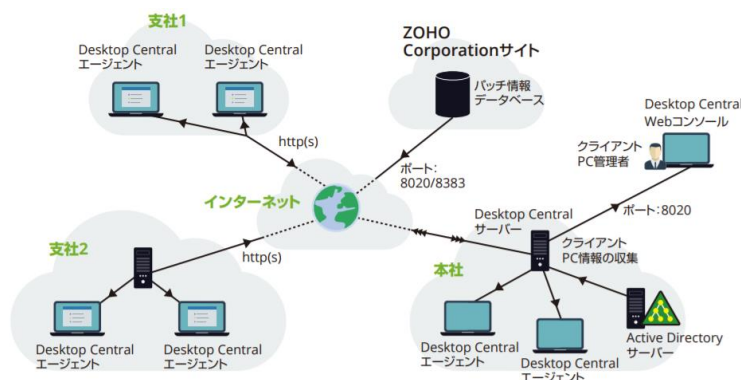 支社1
Desktop Central
エージェント
Desktop Central
エージェント
http(s)
ZOHO
Corporationサイト
パッチ情報
データベース
ポート:
8020/8383
Desktop Central
Webコンソール
クライアント
PC管理者
ポート:8020
インターネット
支社2
http(s)
Desktop Central
エージェント
Desktop Central
エージェント
Desktop Central
サーバー
クライアント
PC情報の収集
本社
Desktop Central
エージェント
Desktop Central
エージェント
Active Directory
サーバー